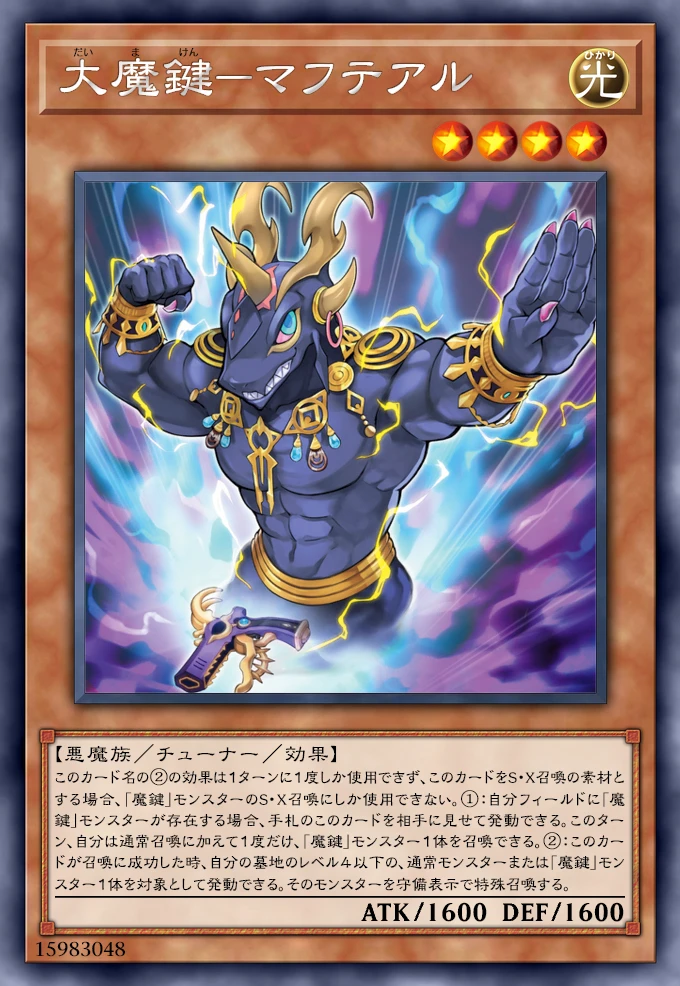 だい ま けん
大魔鍵－マフテアル
ひかり
光
【悪魔族／チューナー／効果】
このカード名の②の効果は1ターンに1度しか使用できず、このカードをS・X召喚の素材と
する場合、「魔鍵」モンスターのS・X召喚にしか使用できない。①：自分フィールドに「魔
鍵」モンスターが存在する場合、手札のこのカードを相手に見せて発動できる。このター
ン、自分は通常召喚に加えて1度だけ、「魔鍵」モンスター1体を召喚できる。②：このカー
ドが召喚に成功した時、自分の墓地のレベル4以下の、通常モンスターまたは「魔鍵」モン
スター1体を対象として発動できる。そのモンスターを守備表示で特殊召喚する。
ATK/1600 DEF/1600
15983048